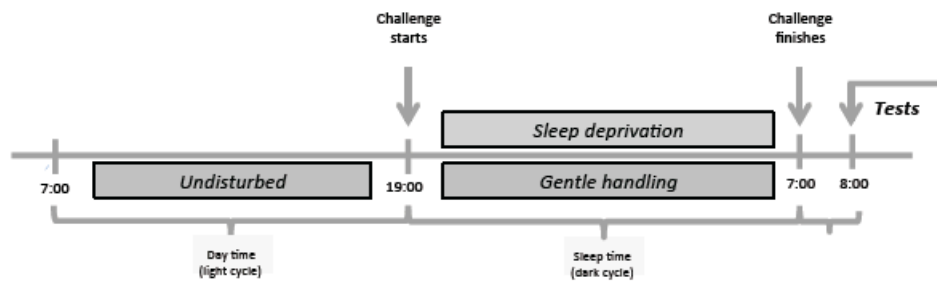 Challenge
starts
Challenge
finishes
Tests
Sleep deprivation
Undisturbed
Gentle handling
7:00
19:00
7:00
8:00
Day time
(light cycle)
Sleep time
(dark cycle)